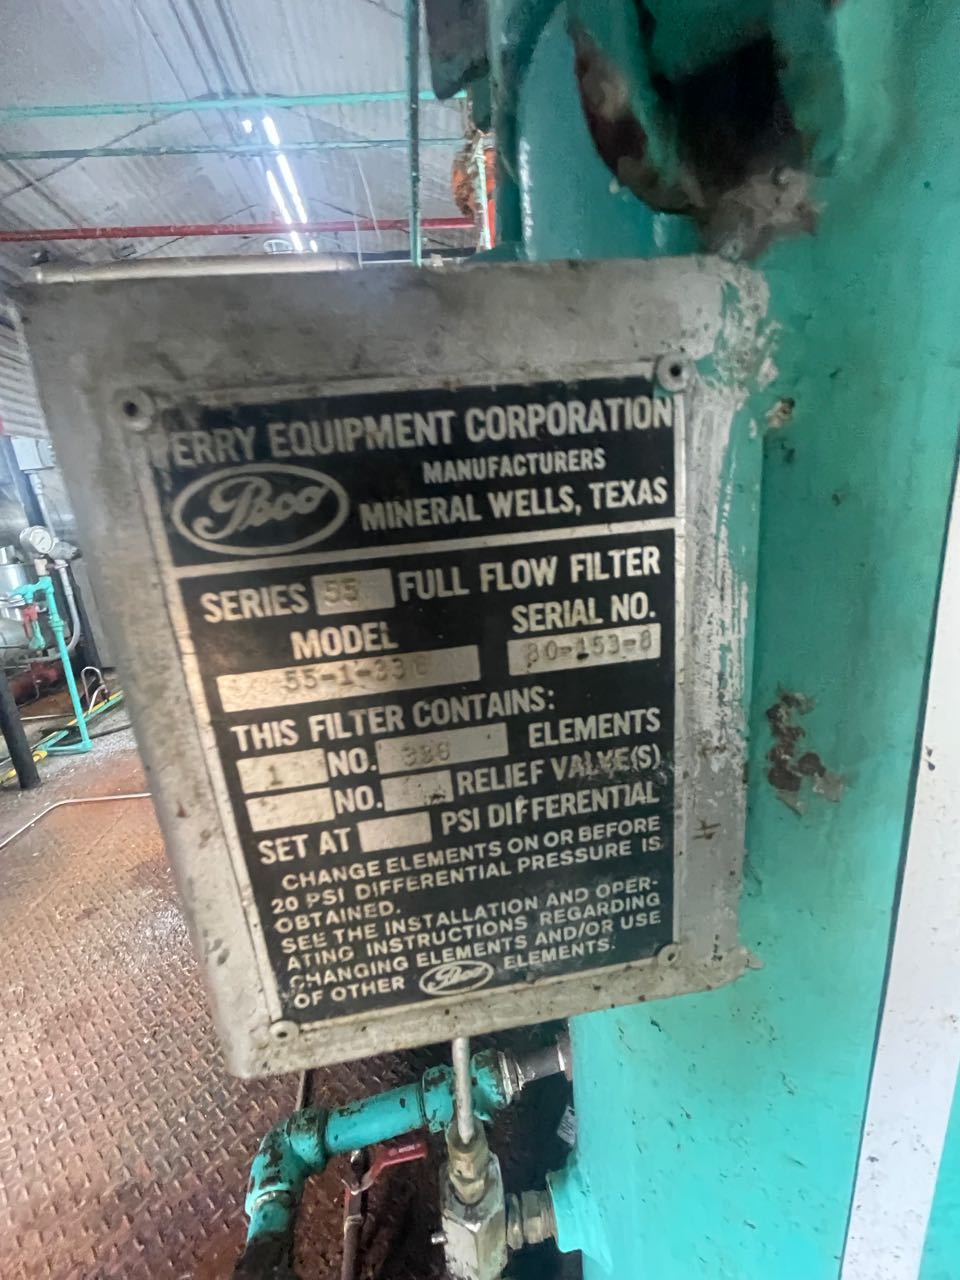 PERRY EQUIPMENT CORPORATION
MANUFACTURERS
Peco
MINERAL WELLS, TEXAS
SERIES 55 FULL FLOW FILTER
MODEL SERIAL NO.
55-1-336 80-153-8
THIS FILTER CONTAINS:
1 NO. 336 ELEMENTS
NO. RELIEF VALVE(S)
SET AT PSI DIFFERENTIAL
CHANGE ELEMENTS ON OR BEFORE
20 PSI DIFFERENTIAL PRESSURE IS
OBTAINED.
SEE THE INSTALLATION AND OPER-
ATING INSTRUCTIONS REGARDING
CHANGING ELEMENTS AND/OR USE
OF OTHER Peco ELEMENTS.